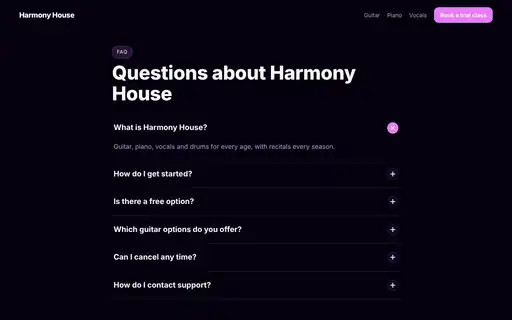 Harmony House
Guitar Piano Vocals Book a trial class
FAQ
Questions about Harmony
House
What is Harmony House?
Guitar, piano, vocals and drums for every age, with recitals every season.
How do I get started?
Is there a free option?
Which guitar options do you offer?
Can I cancel any time?
How do I contact support?